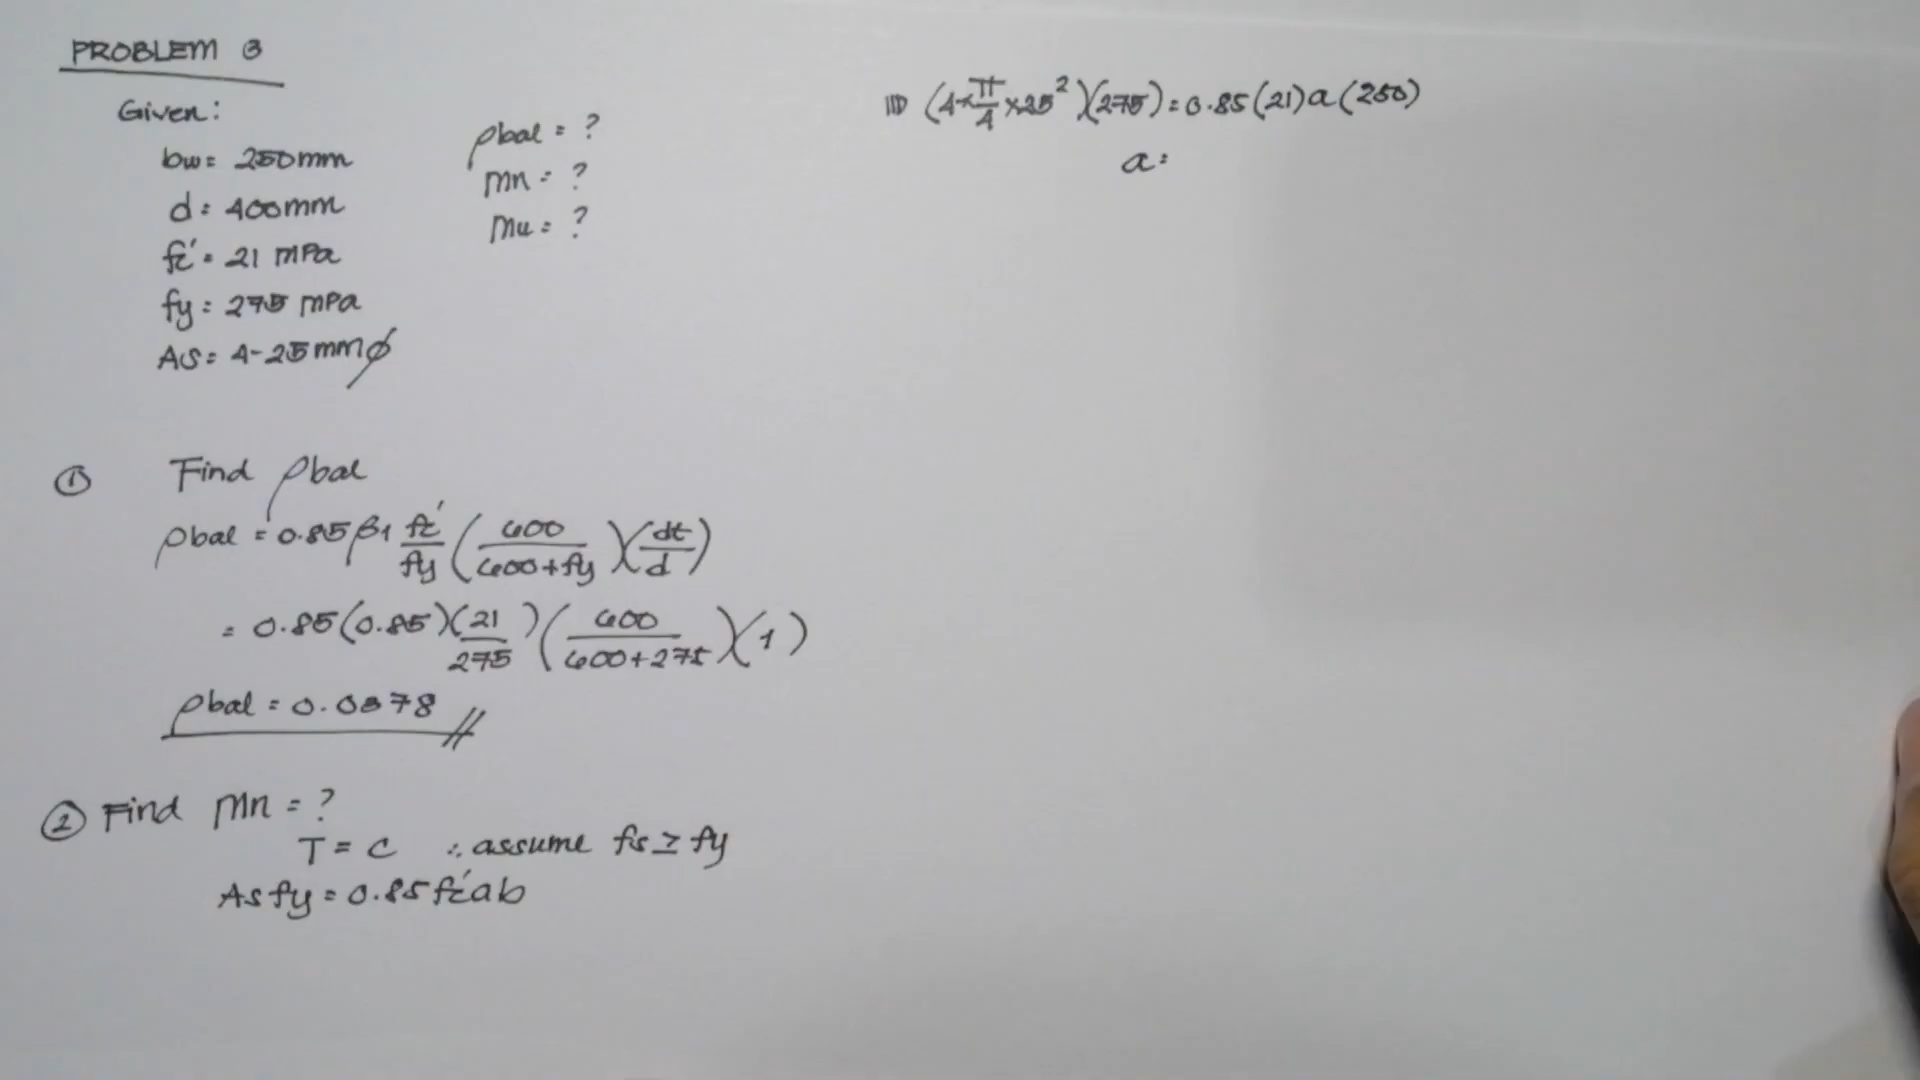 PROBLEM 3
Given:
bw = 250mm
d = 400mm
fc' = 21 MPa
fy = 275 MPa
As = 4-25mmϕ
ρbal = ?
Mn = ?
Mu = ?
① Find ρbal
ρbal = 0.85 β1 fc'/fy (600/(600+fy))(dt/d)
= 0.85(0.85)(21/275)(600/(600+275))(1)
ρbal = 0.0378
② Find Mn = ?
T = C ∴ assume fs ≥ fy
As fy = 0.85 fc' ab
(4×π/4×25²)(275) = 0.85(21)a(250)
a =